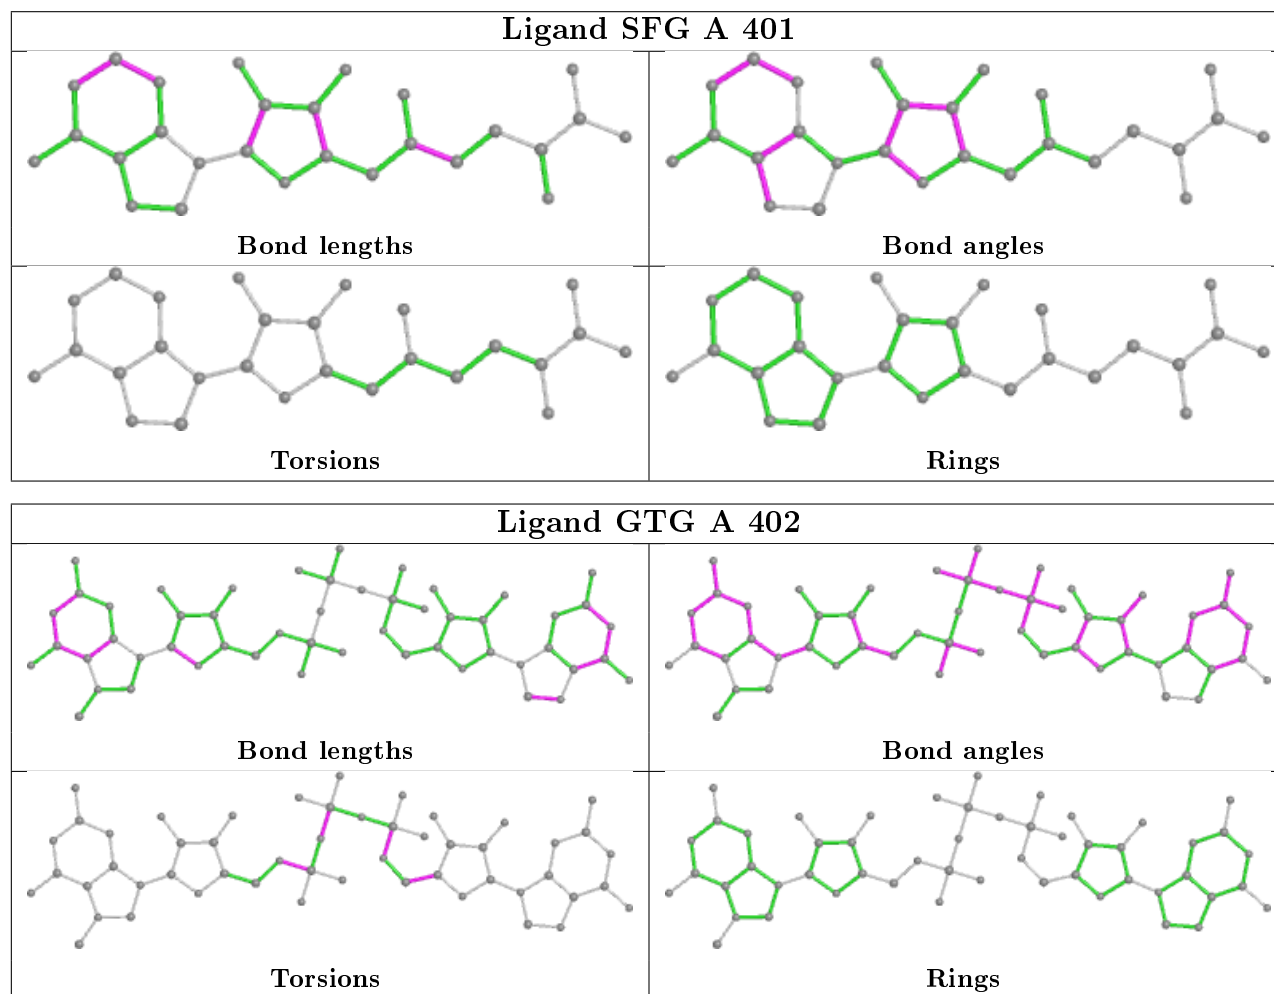 Ligand SFG A 401
Bond lengths
Bond angles
Torsions
Rings
Ligand GTG A 402
Bond lengths
Bond angles
Torsions
Rings